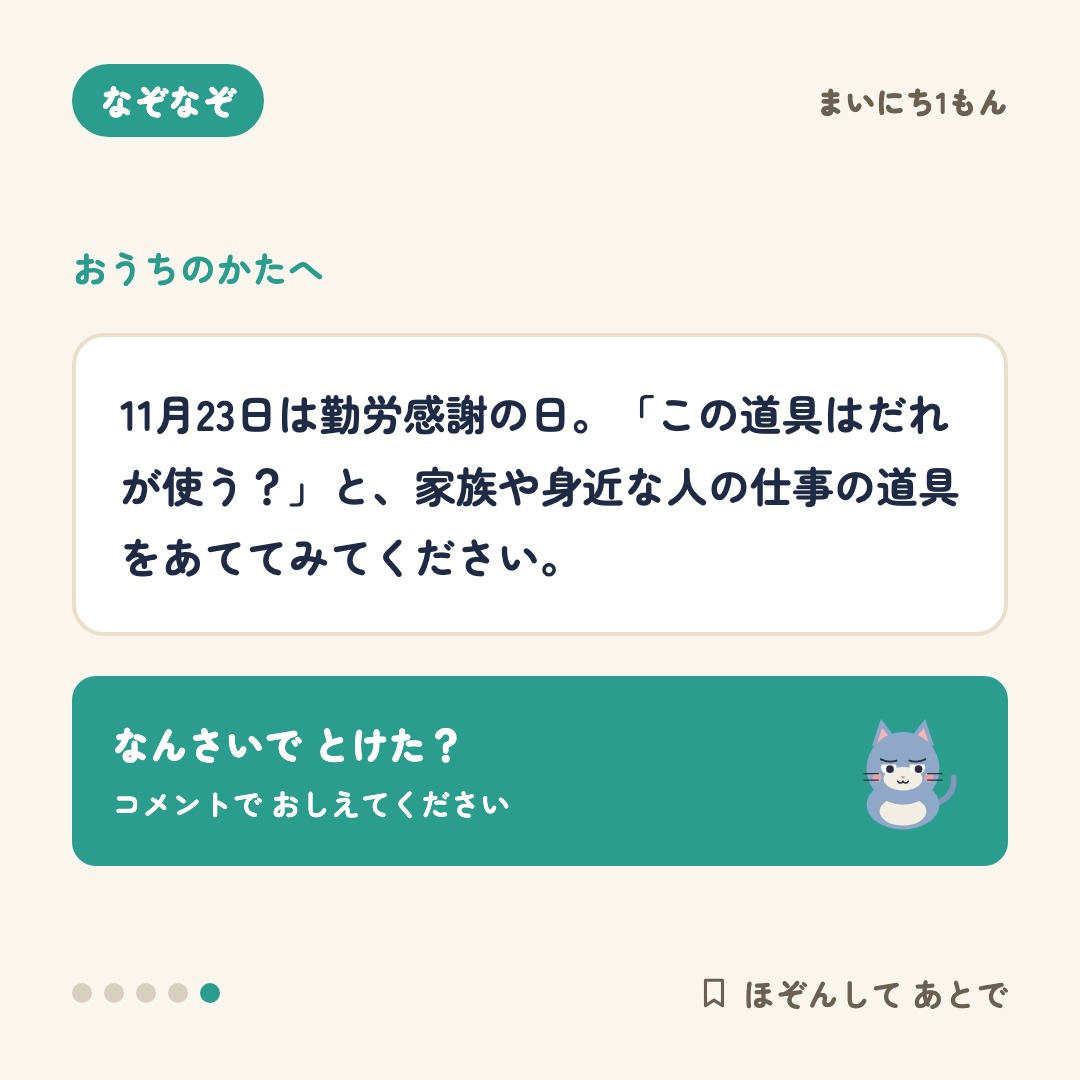 なぞなぞ
まいにち1もん
おうちのかたへ
11月23日は勤労感謝の日。「この道具はだれ
が使う？」と、家族や身近な人の仕事の道具
をあててみてください。
なんさいで とけた？
コメントで おしえてください
ほぞんして あとで